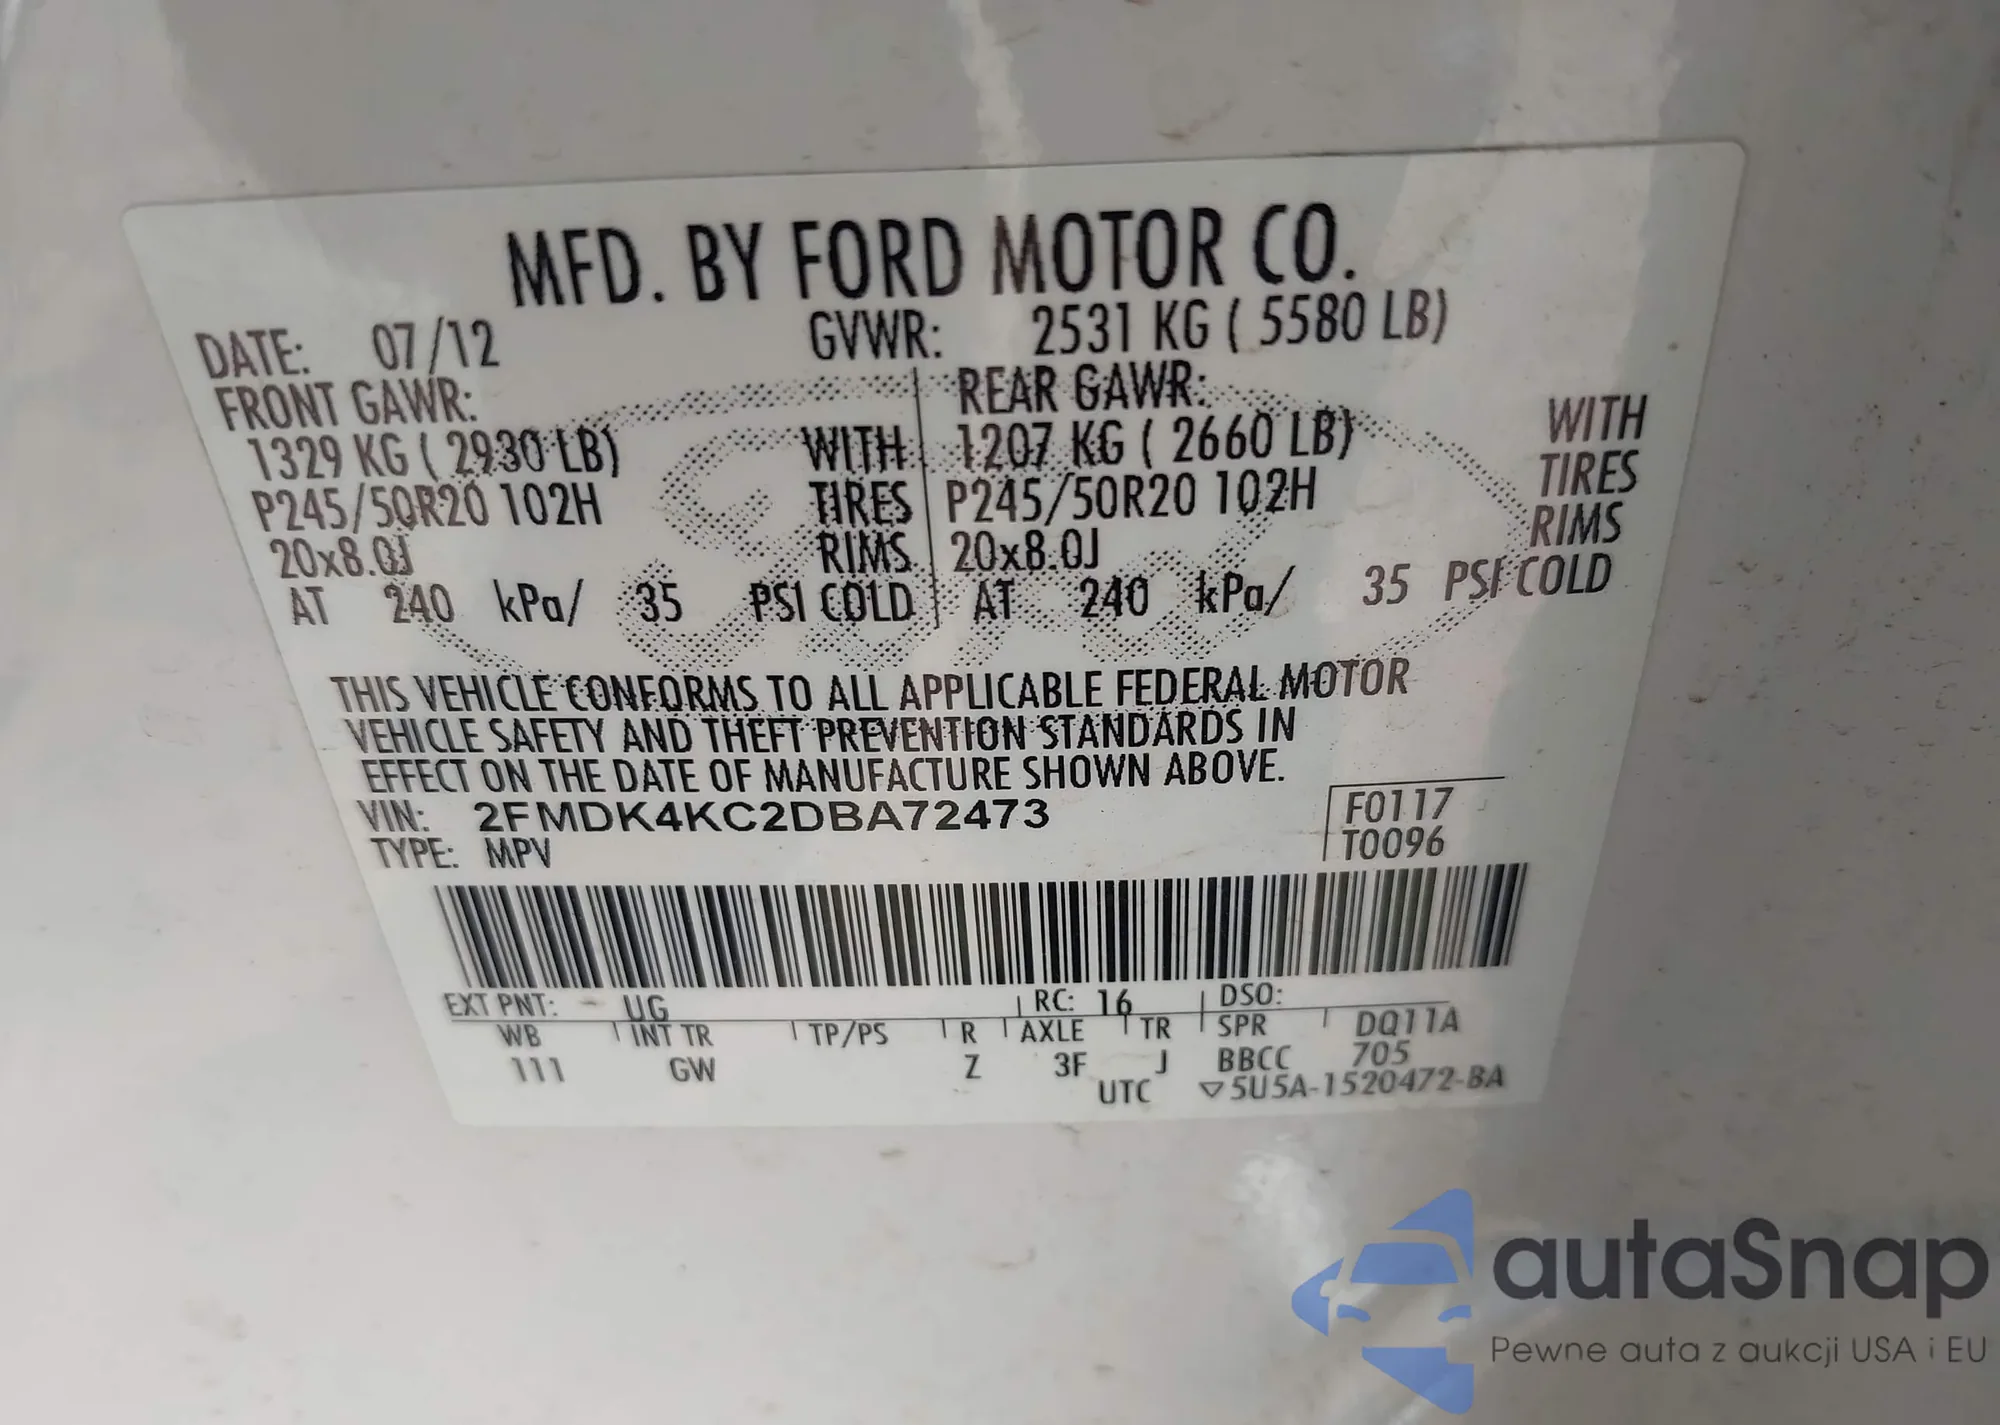 MFD. BY FORD MOTOR CO.
DATE: 07/12 GVWR: 2531 KG ( 5580 LB)
FRONT GAWR: REAR GAWR:
1329 KG ( 2930 LB) WITH 1207 KG ( 2660 LB) WITH
P245/50R20 102H TIRES P245/50R20 102H TIRES
20x8.0J RIMS 20x8.0J RIMS
AT 240 kPa/ 35 PSI COLD AT 240 kPa/ 35 PSI COLD
THIS VEHICLE CONFORMS TO ALL APPLICABLE FEDERAL MOTOR
VEHICLE SAFETY AND THEFT PREVENTION STANDARDS IN
EFFECT ON THE DATE OF MANUFACTURE SHOWN ABOVE.
VIN: 2FMDK4KC2DBA72473 F0117
TYPE: MPV T0096
EXT PNT: UG RC: 16 DSO:
WB INT TR TP/PS R AXLE TR SPR DQ11A
111 GW Z 3F J BBCC 705
UTC ▽5U5A-1520472-BA
autaSnap
Pewne auta z aukcji USA i EU